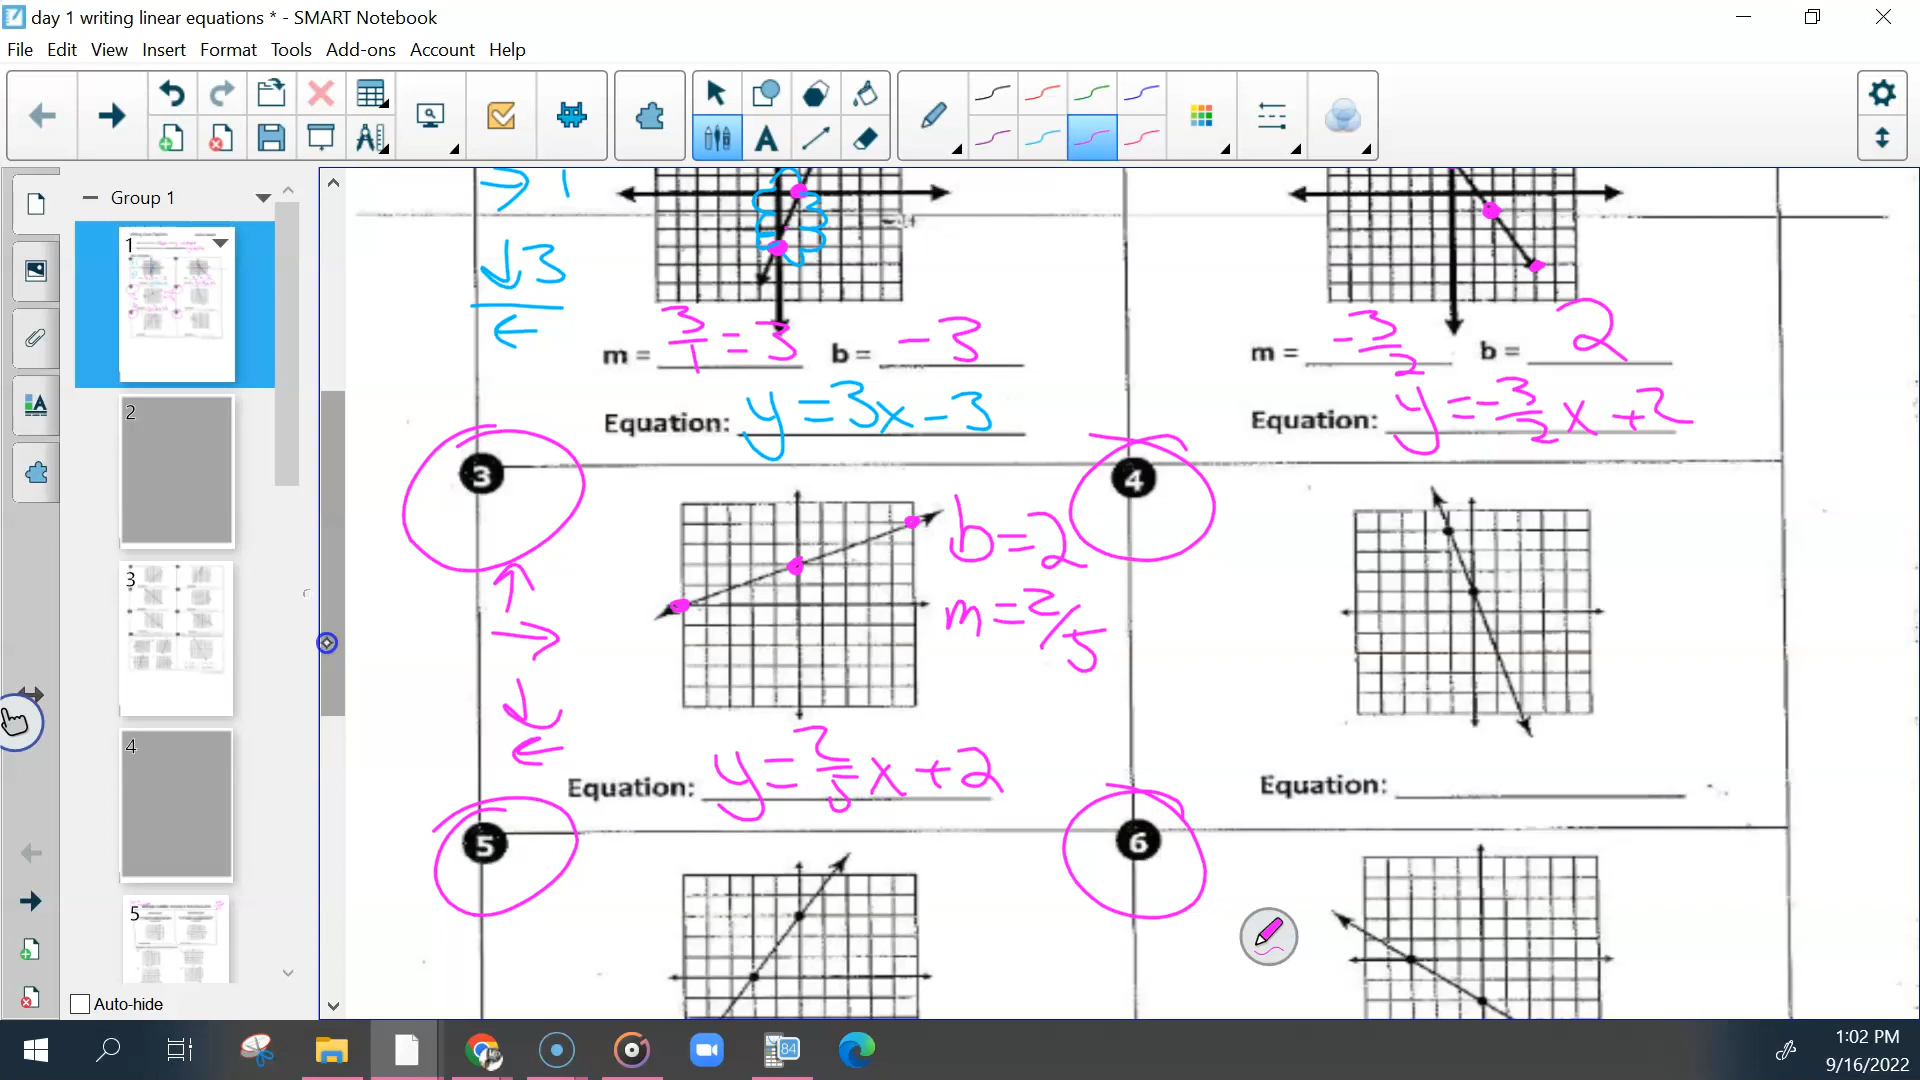 day 1 writing linear equations * - SMART Notebook
File Edit View Insert Format Tools Add-ons Account Help
Group 1
1
2
3
4
5
Auto-hide
→ 1
↓3
←
m = 3/1 = 3 b = -3
Equation: y = 3x - 3
m = -3/2 b = 2
Equation: y = -3/2 x + 2
3
b = 2
m = 2/5
↑
→
↓
←
Equation: y = 2/5 x + 2
4
Equation:
5
6
84
1:02 PM
9/16/2022